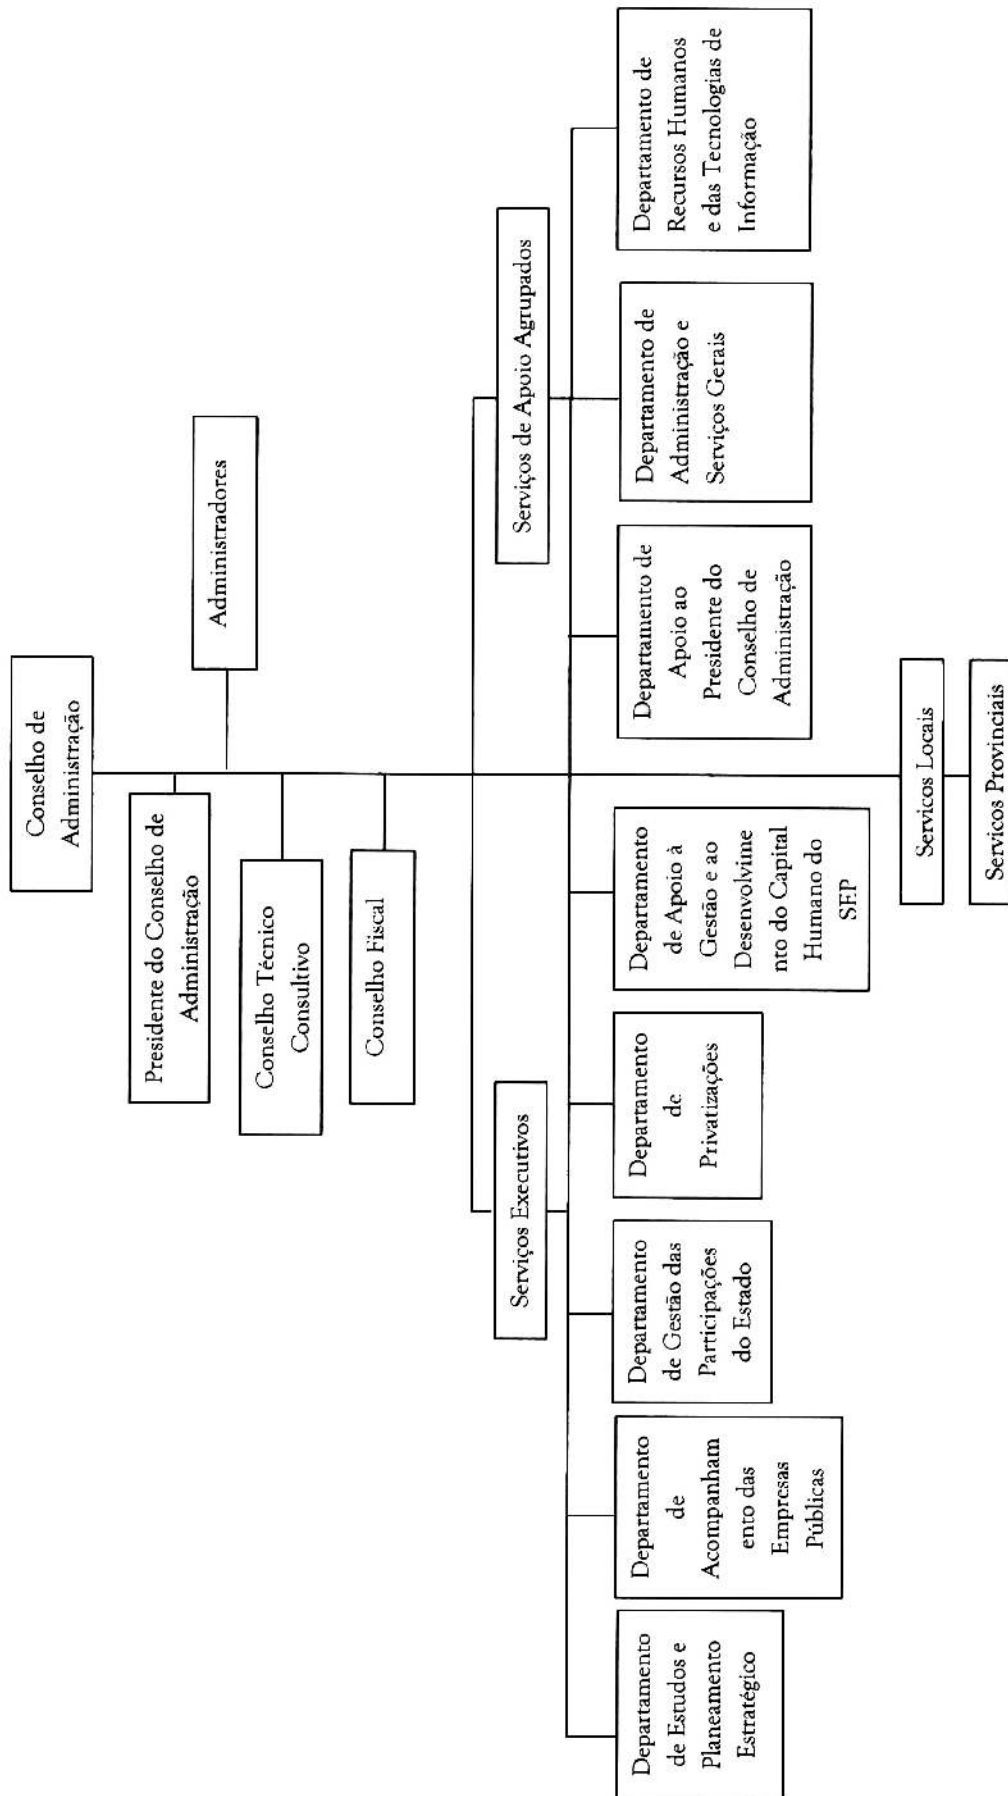 Conselho de
Administração
Presidente do Conselho de
Administração
Administradores
Conselho Técnico
Consultivo
Conselho Fiscal
Serviços Executivos
Serviços de Apoio Agrupados
Departamento
de Estudos e
Planeamento
Estratégico
Departamento
de
Acompanham
ento das
Empresas
Públicas
Departamento
de Gestão das
Participações
do Estado
Departamento
de
Privatizações
Departamento
de Apoio à
Gestão e ao
Desenvolvime
nto do Capital
Humano do
SEP
Departamento de
Apoio ao
Presidente do
Conselho de
Administração
Departamento de
Administração e
Serviços Gerais
Departamento de
Recursos Humanos
e das Tecnologias de
Informação
Servicos Locais
Servicos Provinciais